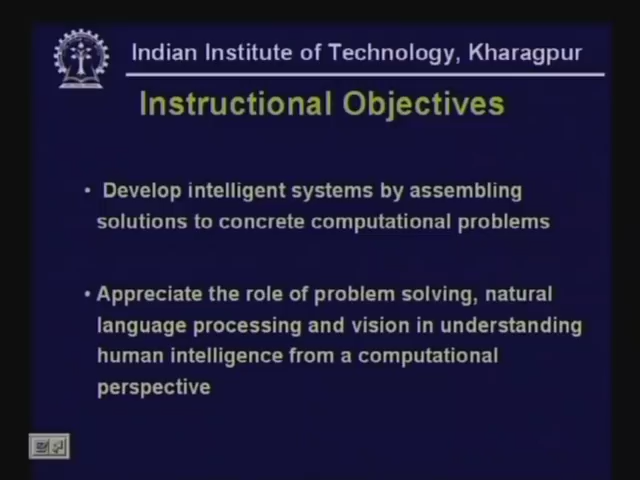 Indian Institute of Technology, Kharagpur
Instructional Objectives
• Develop intelligent systems by assembling
solutions to concrete computational problems
• Appreciate the role of problem solving, natural
language processing and vision in understanding
human intelligence from a computational
perspective